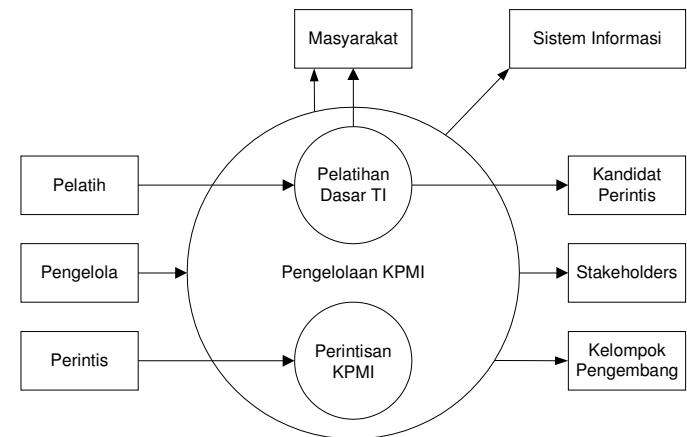 Masyarakat
Sistem Informasi
Pelatih
Pelatihan
Dasar TI
Kandidat
Perintis
Pengelola
Pengelolaan KPMI
Stakeholders
Perintis
Perintisan
KPMI
Kelompok
Pengembang